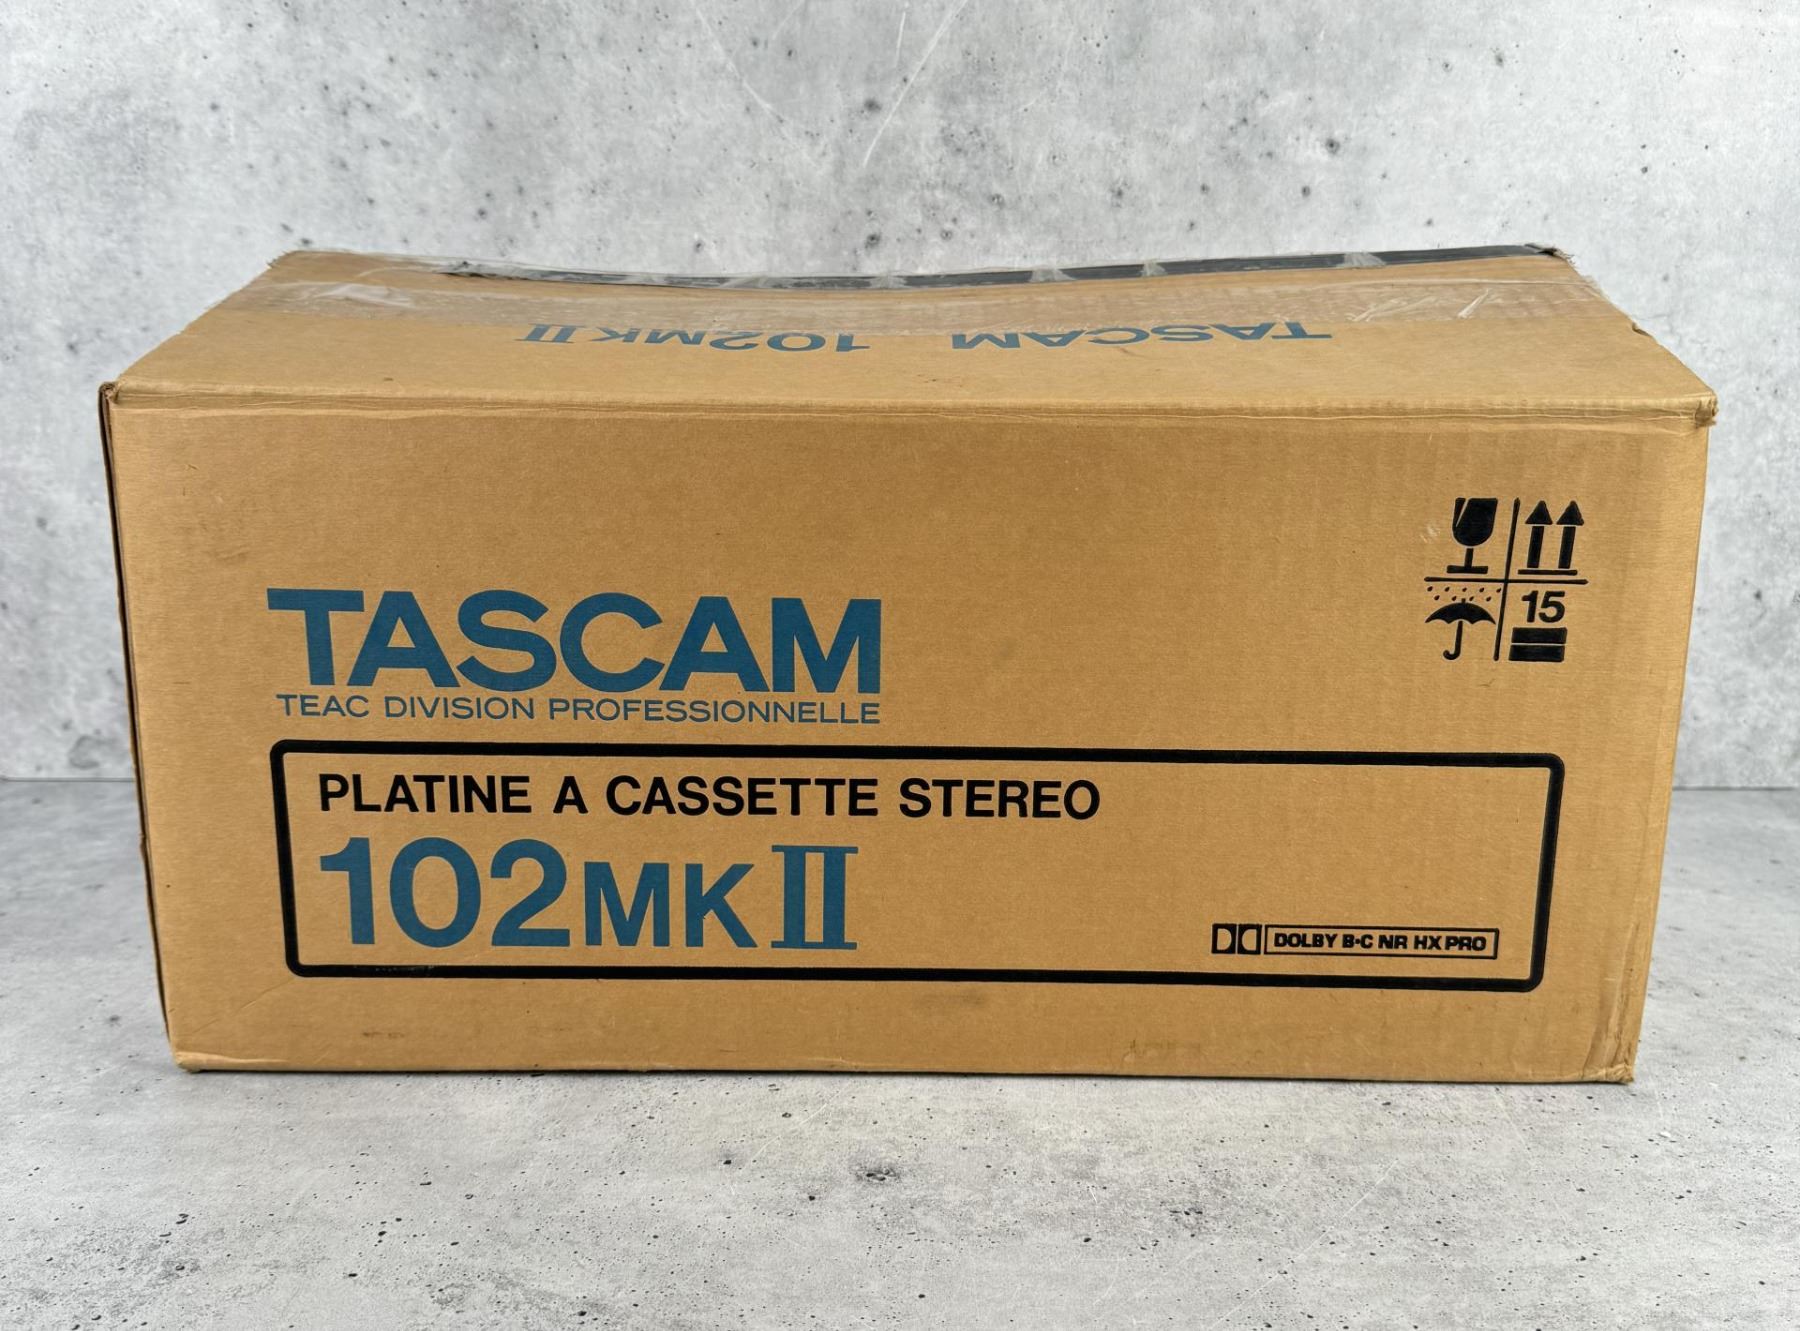 TASCAM 102MKII
15
TASCAM
TEAC DIVISION PROFESSIONNELLE
PLATINE A CASSETTE STEREO
102MKII
DOLBY B·C NR HX PRO